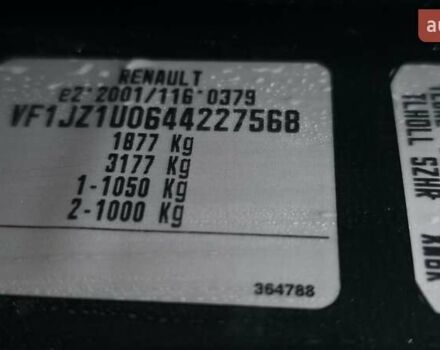 RENAULT
e2*2001/116*0379
VF1JZ1U0644227568
1877 Kg
3177 Kg
1-1050 Kg
2-1000 Kg
364788